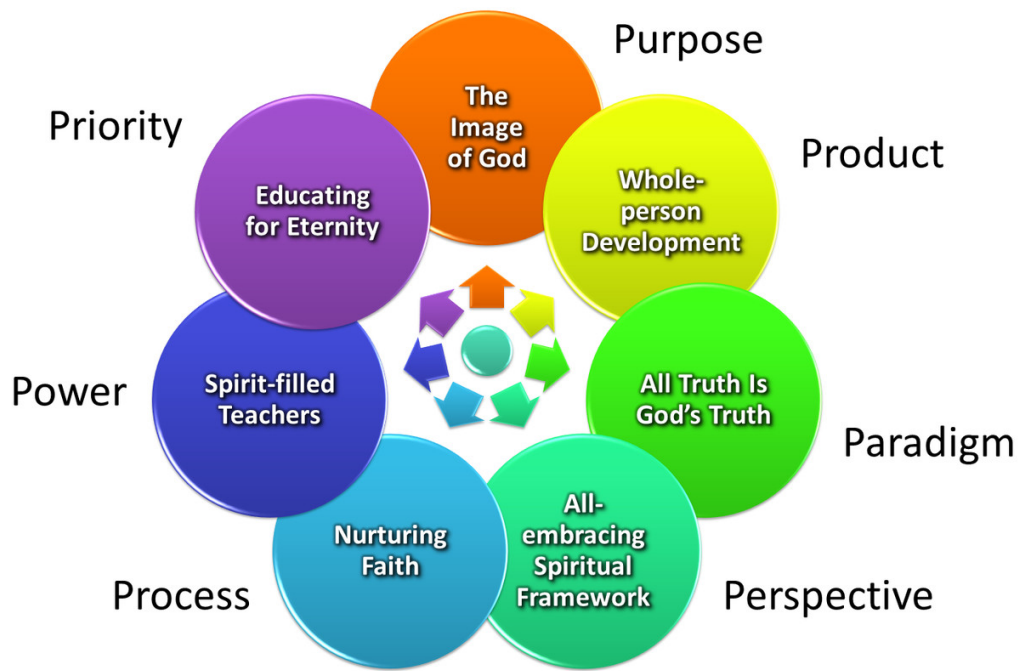 Purpose
The
Image
of God
Product
Whole-
person
Development
Paradigm
All Truth Is
God's Truth
Perspective
All-
embracing
Spiritual
Framework
Process
Nurturing
Faith
Power
Spirit-filled
Teachers
Priority
Educating
for Eternity